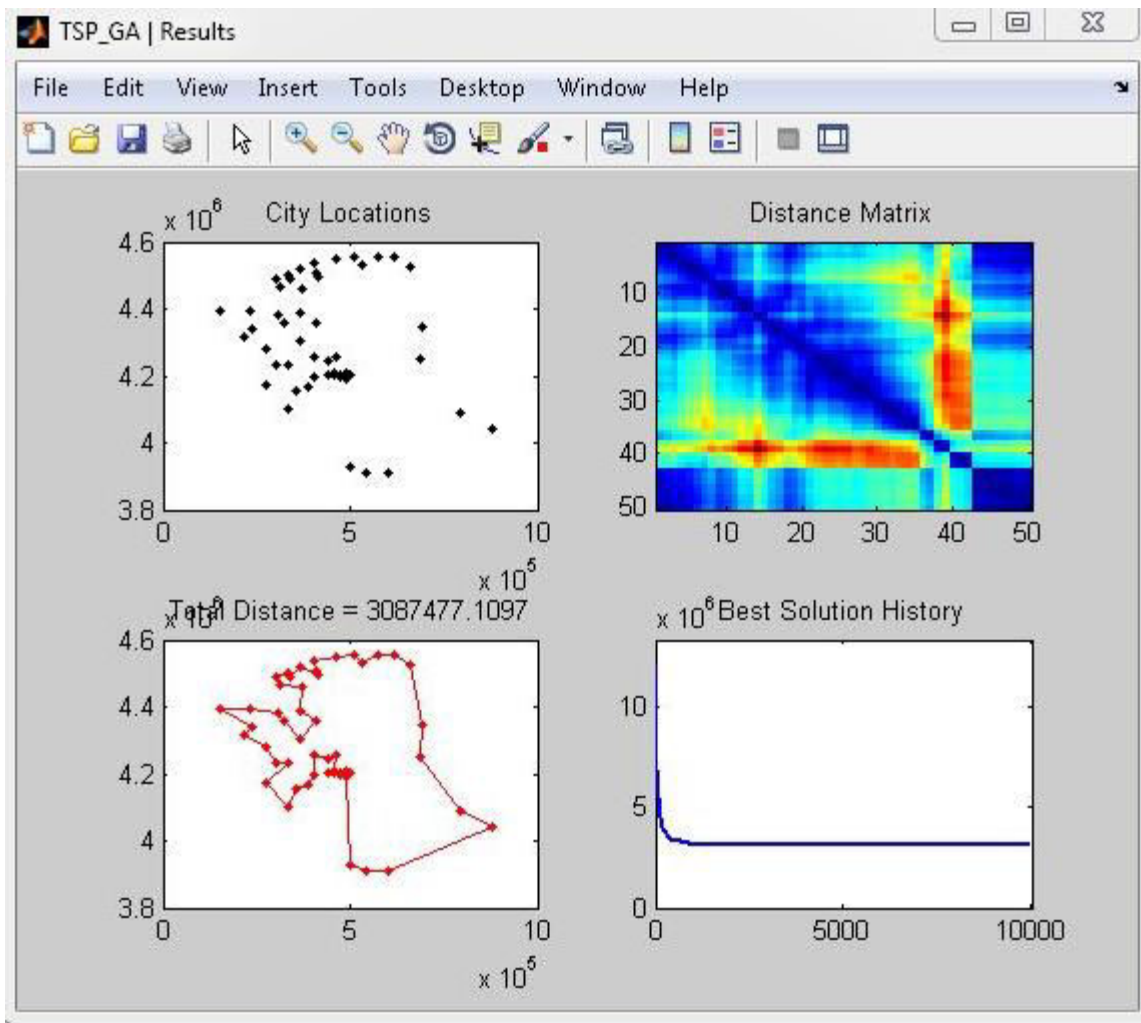 TSP_GA | Results
File Edit View Insert Tools Desktop Window Help
x 10^6
City Locations
4.6
4.4
4.2
4
3.8
0 5 10
x 10^5
Distance Matrix
10
20
30
40
50
10 20 30 40 50
x 10^6
Total Distance = 3087477.1097
4.6
4.4
4.2
4
3.8
0 5 10
x 10^5
x 10^6 Best Solution History
10
5
0
0 5000 10000